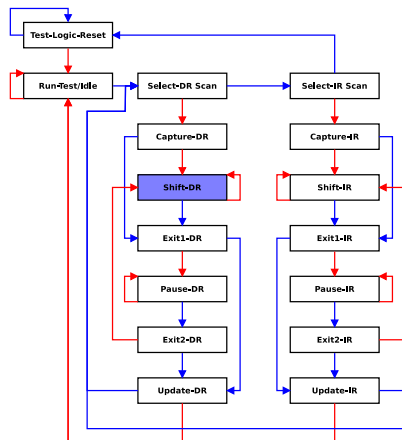 Test-Logic-Reset
Run-Test/Idle
Select-DR Scan
Select-IR Scan
Capture-DR
Capture-IR
Shift-DR
Shift-IR
Exit1-DR
Exit1-IR
Pause-DR
Pause-IR
Exit2-DR
Exit2-IR
Update-DR
Update-IR